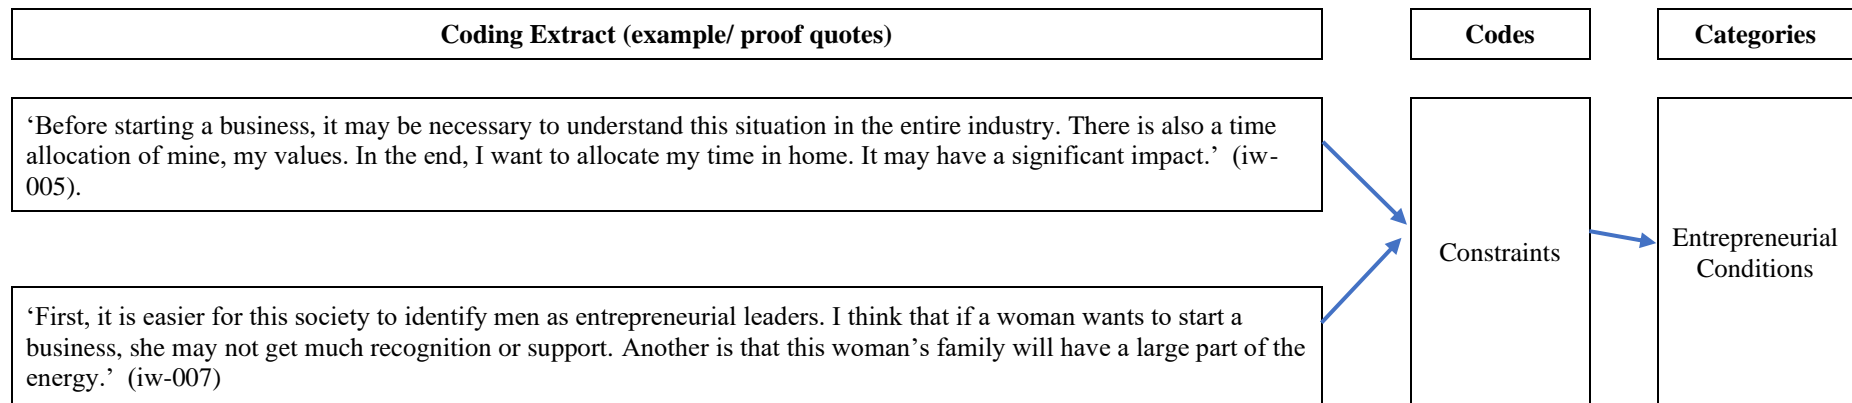 Coding Extract (example/ proof quotes)
Codes
Categories
‘Before starting a business, it may be necessary to understand this situation in the entire industry. There is also a time
allocation of mine, my values. In the end, I want to allocate my time in home. It may have a significant impact.’ (iw-
005).
‘First, it is easier for this society to identify men as entrepreneurial leaders. I think that if a woman wants to start a
business, she may not get much recognition or support. Another is that this woman’s family will have a large part of the
energy.’ (iw-007)
Constraints
Entrepreneurial
Conditions